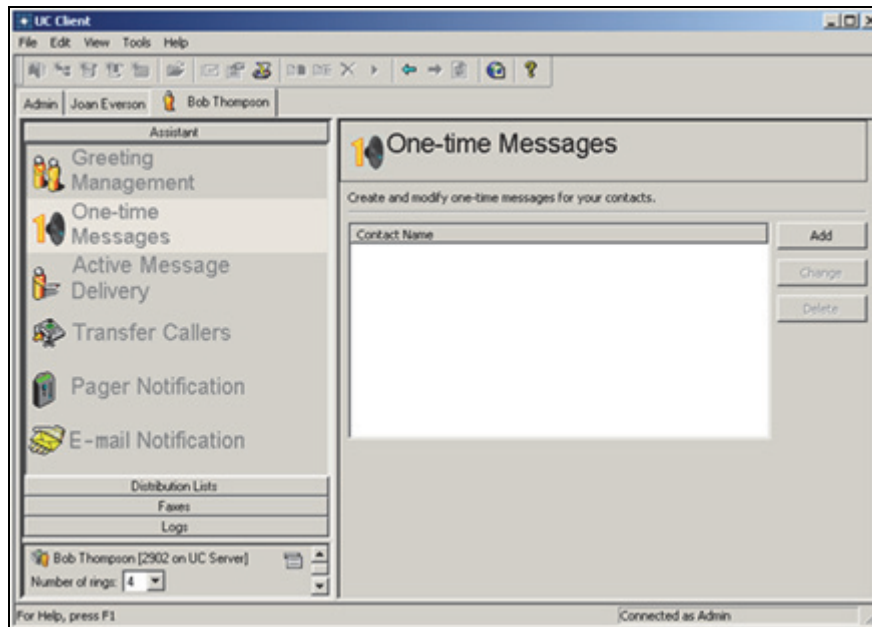 UC Client
File Edit View Tools Help
Admin Joan Everson Bob Thompson
Assistant
Greeting
Management
One-time
Messages
Active Message
Delivery
Transfer Callers
Pager Notification
E-mail Notification
Distribution Lists
Faxes
Logs
Bob Thompson [2902 on UC Server]
Number of rings: 4
One-time Messages
Create and modify one-time messages for your contacts.
Contact Name
Add
Change
Delete
For Help, press F1
Connected as Admin